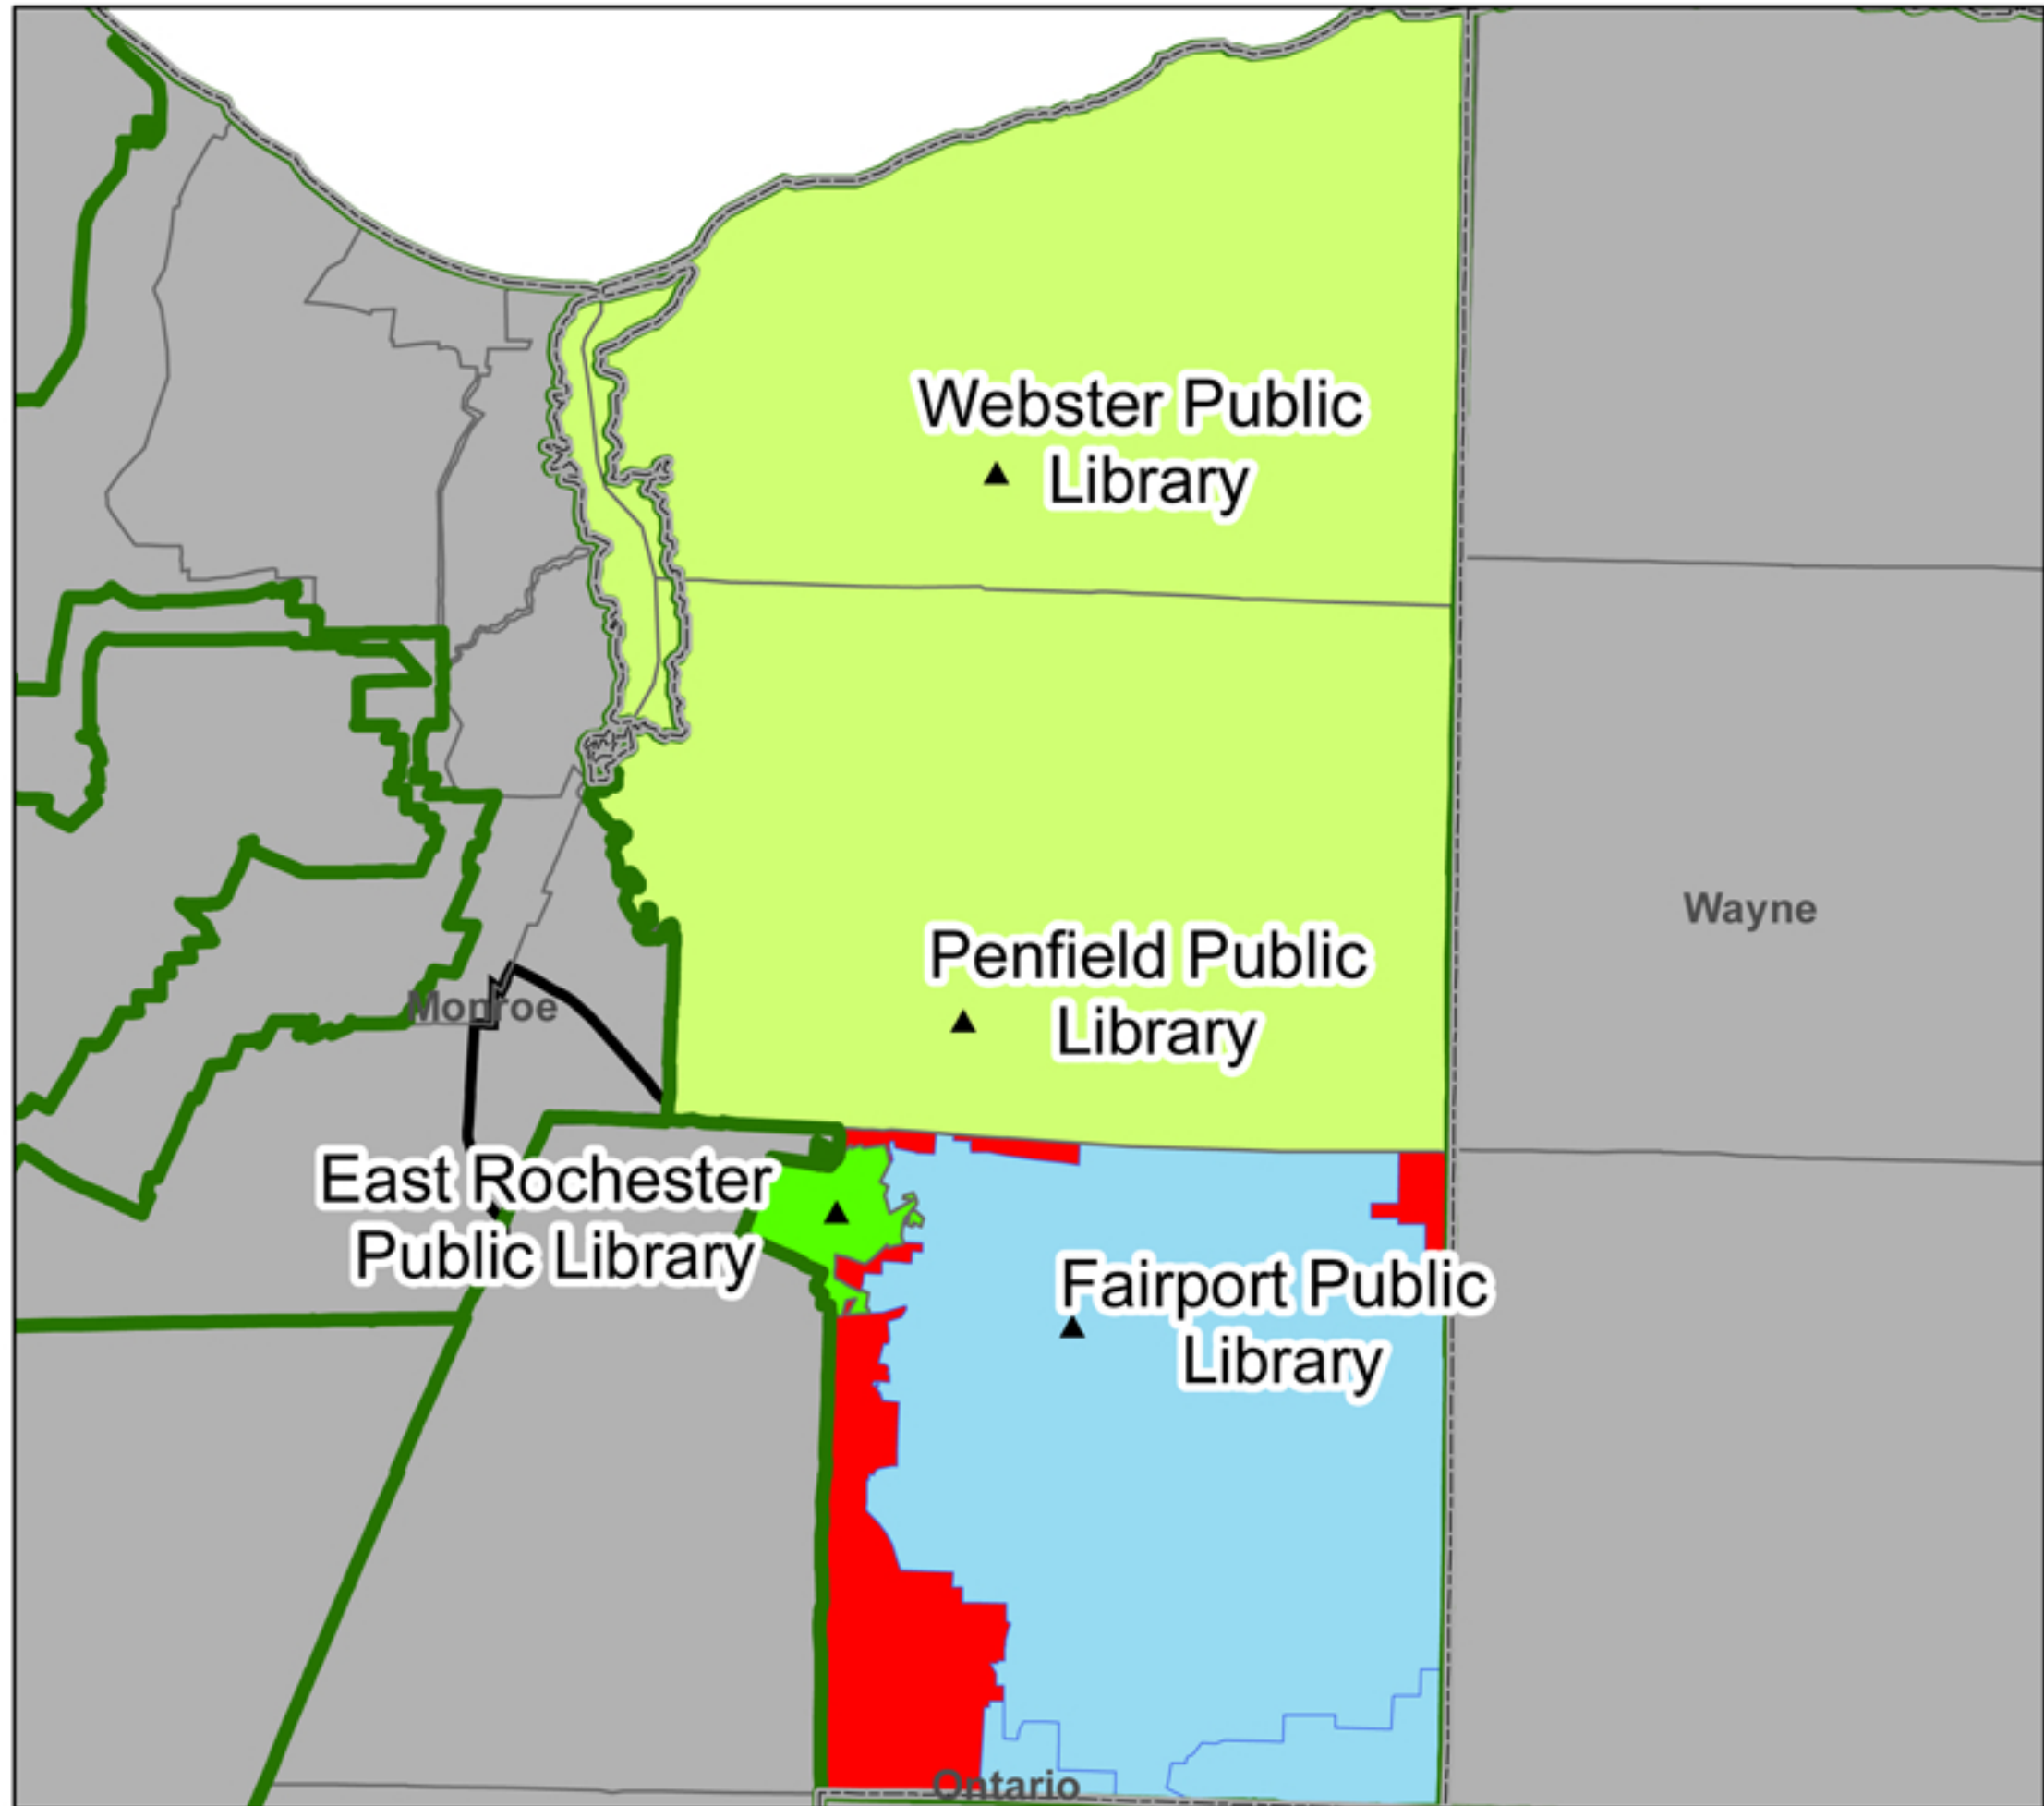 Webster Public
Library
Wayne
Penfield Public
Library
Monroe
East Rochester
Public Library
Fairport Public
Library
Ontario